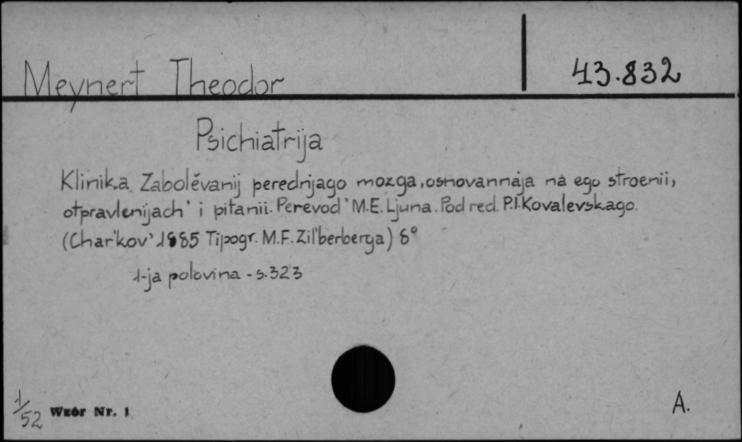 Meynert Theodor 43.832
Psichiatrija
Klinika Zabolěvanij perednjago mozga, osnovannaja na ego stroenii,
otpravlenijach' i pitanii. Perevod' M.E. Ljuna. Pod red. P.I. Kovalevskago.
(Char'kov' 1885 Tipogr. M.F. Zil'berberga) 8°
1-ja polovina - s. 323
1/52 Wzór Nr. 1 A.